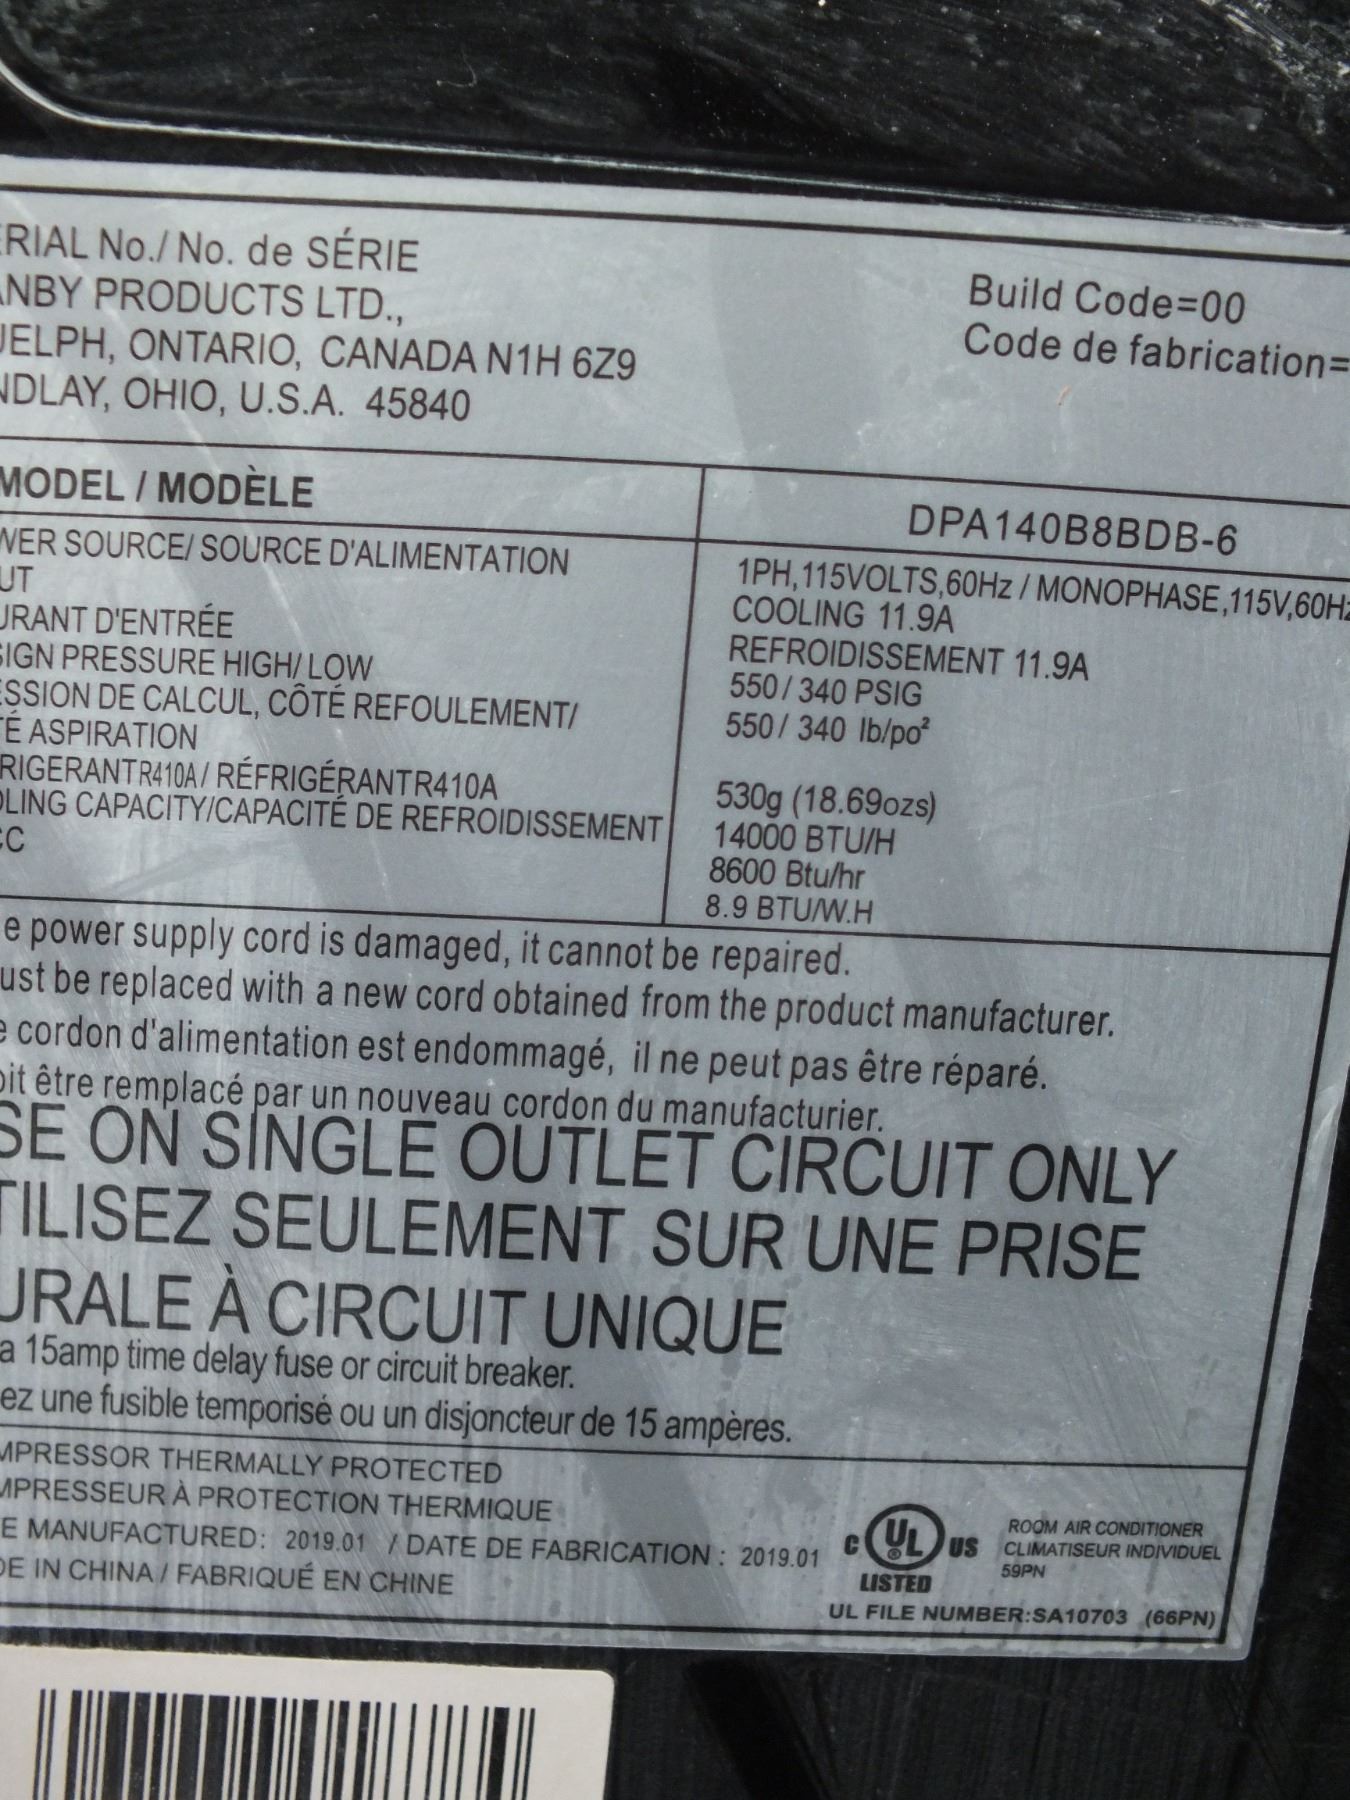 ERIAL No./ No. de SÉRIE
ANBY PRODUCTS LTD.,
UELPH, ONTARIO, CANADA N1H 6Z9
NDLAY, OHIO, U.S.A. 45840
Build Code=00
Code de fabrication=
MODEL / MODÈLE
DPA140B8BDB-6
WER SOURCE/ SOURCE D'ALIMENTATION
1PH,115VOLTS,60Hz / MONOPHASE,115V,60Hz
UT
COOLING 11.9A
URANT D'ENTRÉE
REFROIDISSEMENT 11.9A
SIGN PRESSURE HIGH/ LOW
550/ 340 PSIG
ESSION DE CALCUL, CÔTÉ REFOULEMENT/
550/ 340 lb/po²
TÉ ASPIRATION
RIGERANTR410A/ RÉFRIGÉRANTR410A
530g (18.69ozs)
OLING CAPACITY/CAPACITÉ DE REFROIDISSEMENT
14000 BTU/H
CC
8600 Btu/hr
8.9 BTU/W.H
e power supply cord is damaged, it cannot be repaired.
ust be replaced with a new cord obtained from the product manufacturer.
e cordon d'alimentation est endommagé, il ne peut pas être réparé.
oit être remplacé par un nouveau cordon du manufacturier.
SE ON SINGLE OUTLET CIRCUIT ONLY
TILISEZ SEULEMENT SUR UNE PRISE
URALE À CIRCUIT UNIQUE
a 15amp time delay fuse or circuit breaker.
ez une fusible temporisé ou un disjoncteur de 15 ampères.
MPRESSOR THERMALLY PROTECTED
MPRESSEUR À PROTECTION THERMIQUE
E MANUFACTURED: 2019.01 / DATE DE FABRICATION : 2019.01
DE IN CHINA / FABRIQUÉ EN CHINE
C UL ® US
LISTED
ROOM AIR CONDITIONER
CLIMATISEUR INDIVIDUEL
59PN
UL FILE NUMBER:SA10703 (66PN)